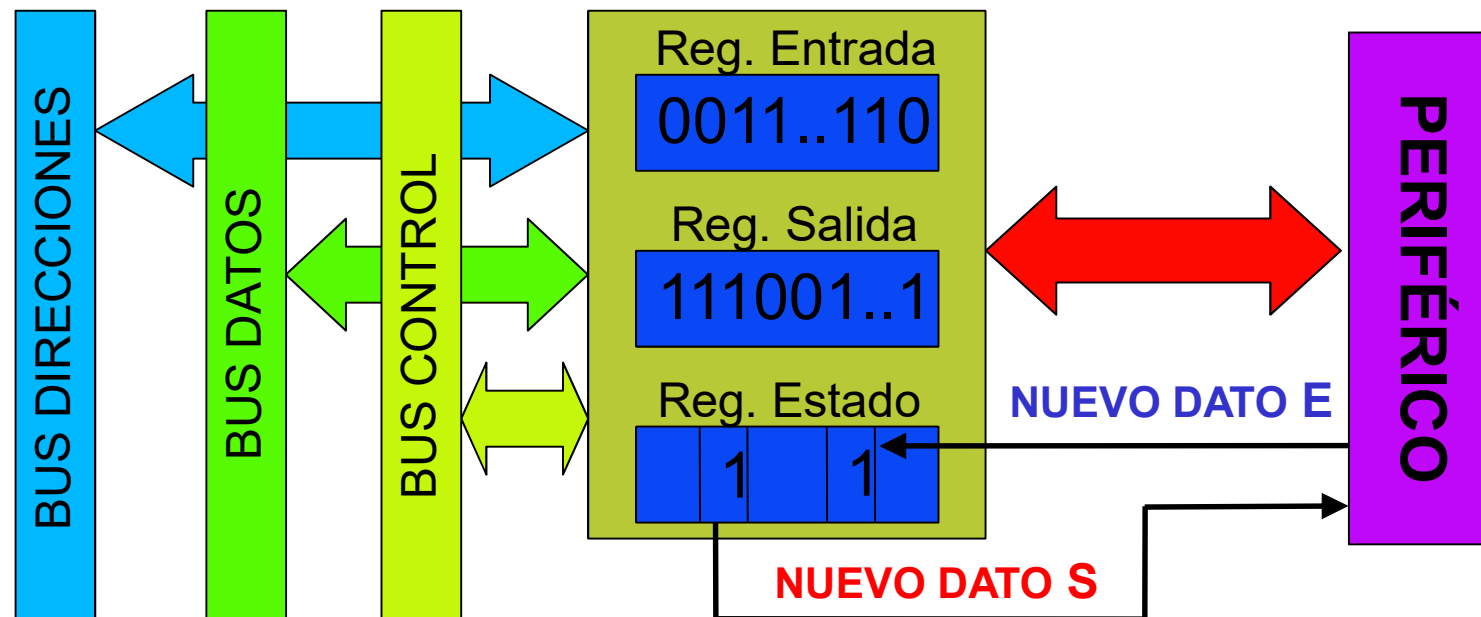 BUS DIRECCIONES
BUS DATOS
BUS CONTROL
Reg. Entrada
0011..110
Reg. Salida
111001..1
Reg. Estado
1 1
NUEVO DATO E
NUEVO DATO S
PERIFÉRICO